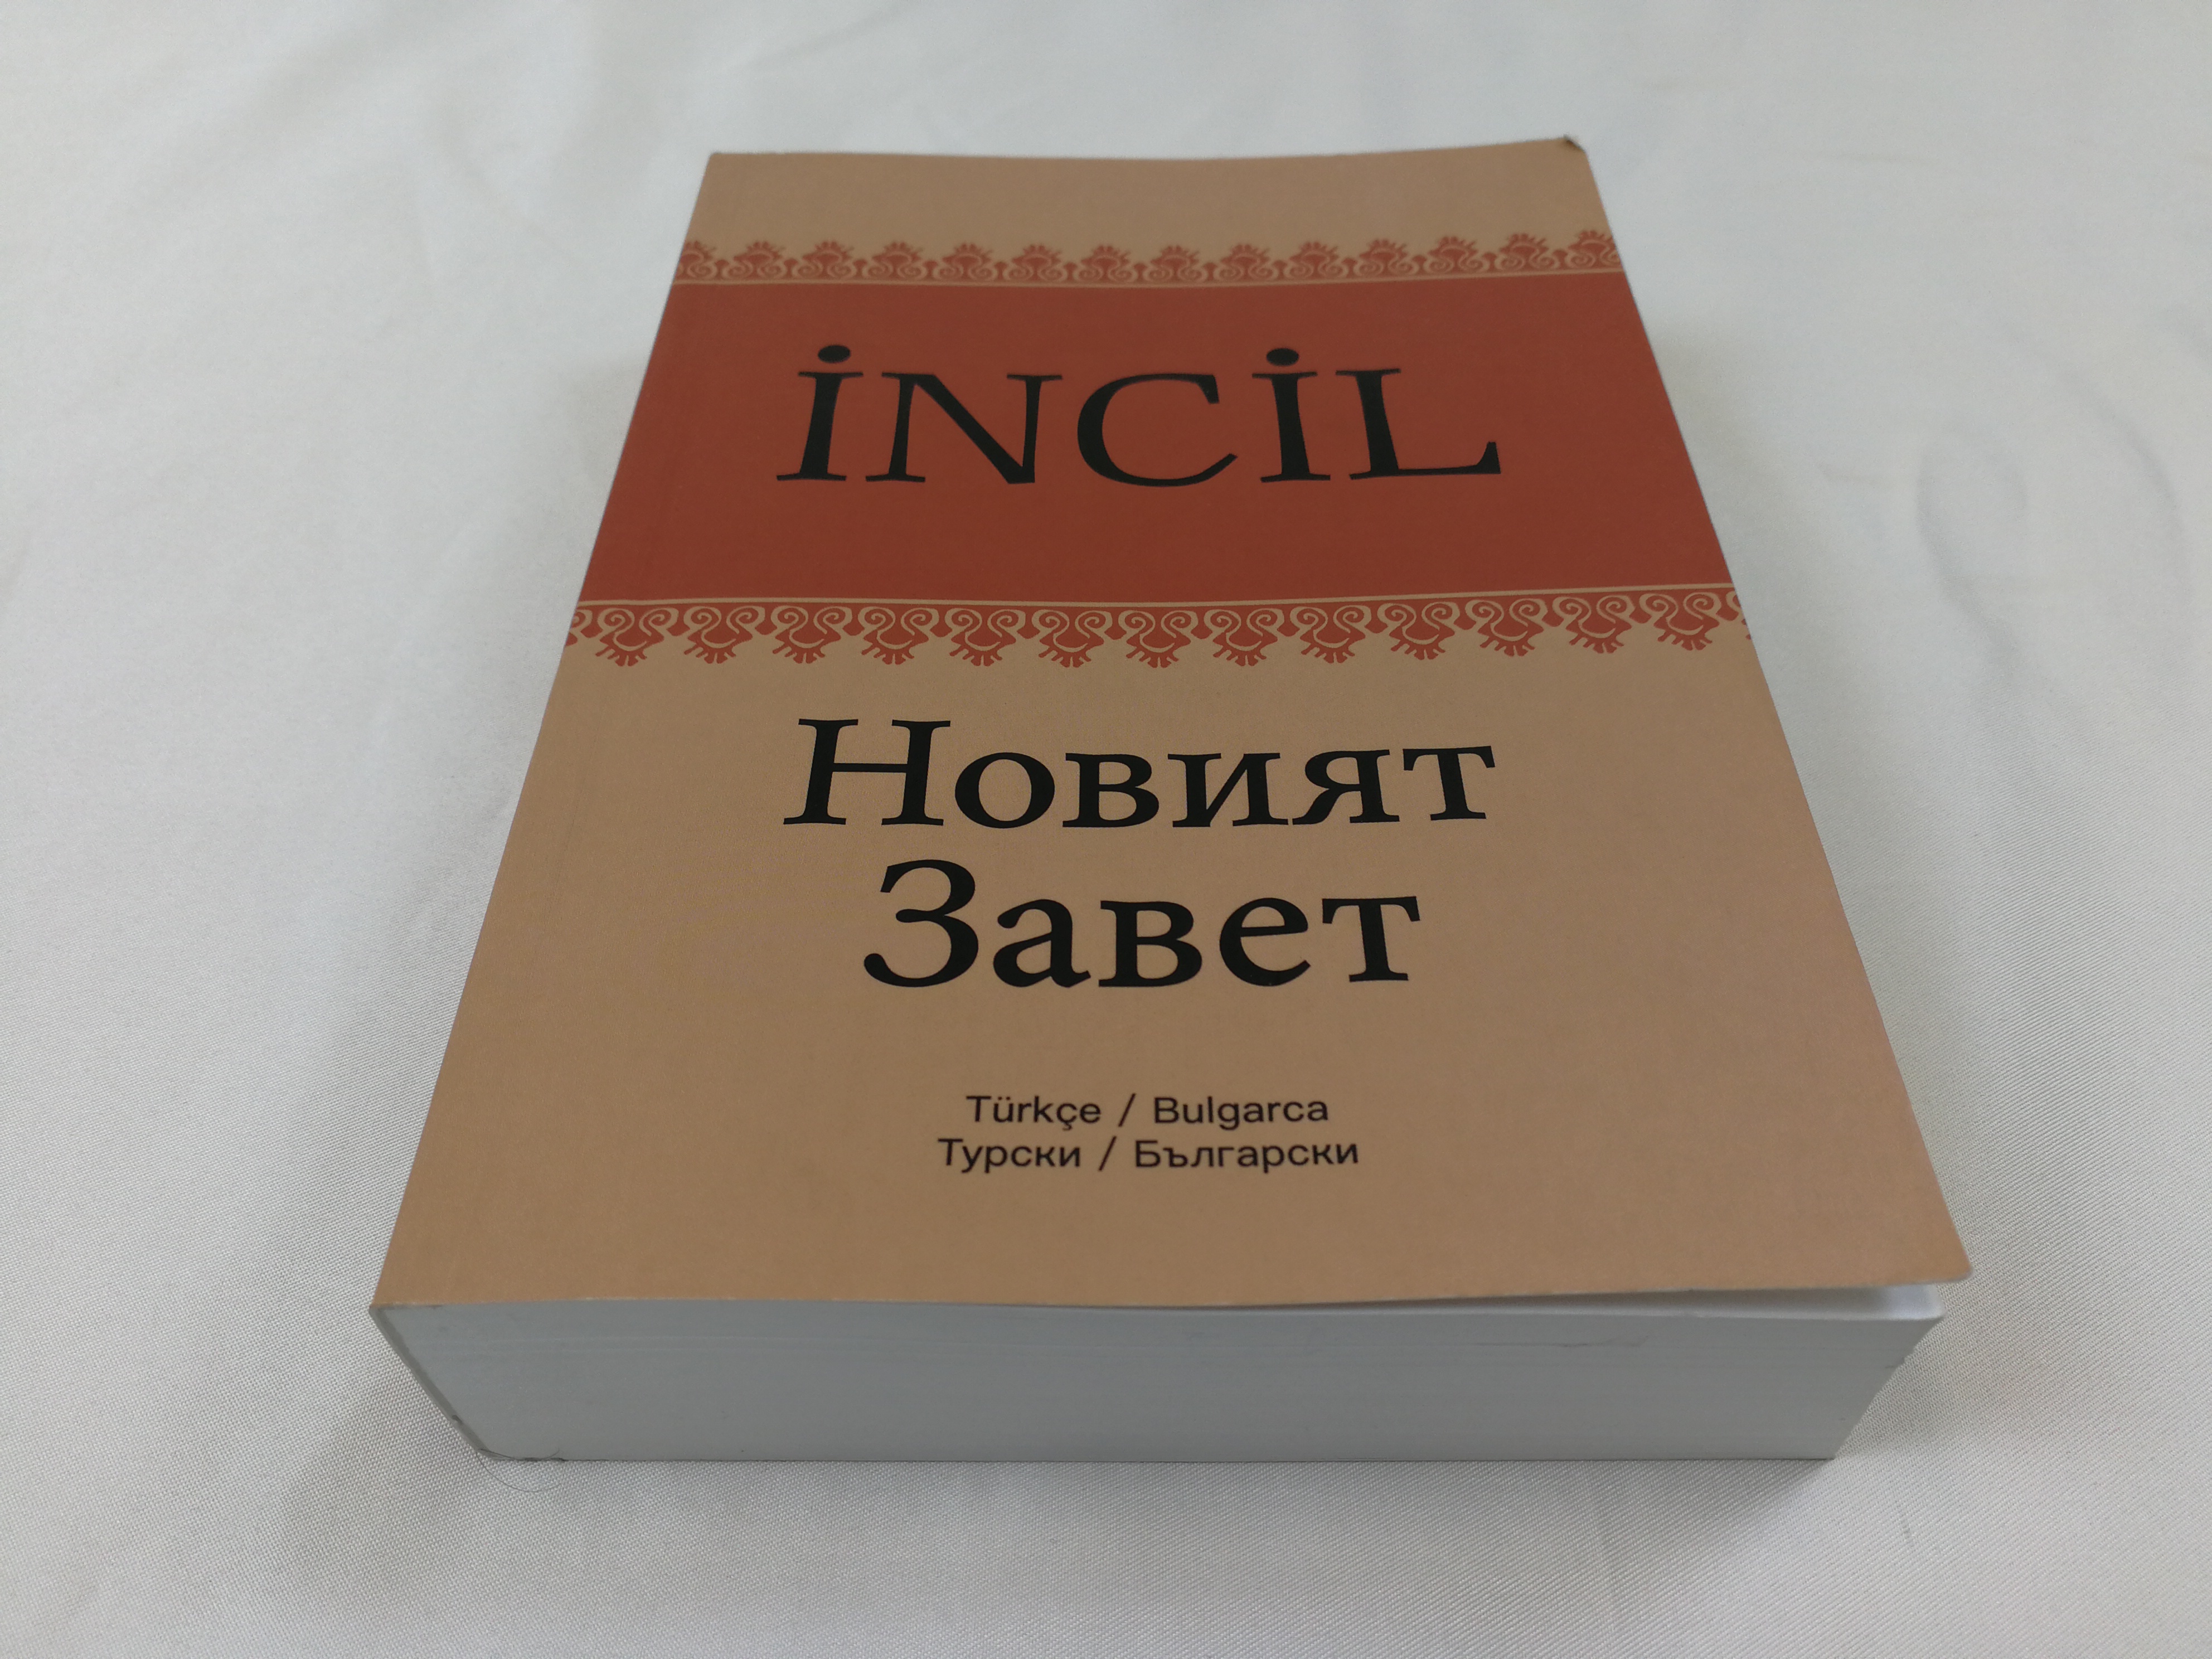 İNCİL
Новият
Завет
Türkçe / Bulgarca
Турски / Български